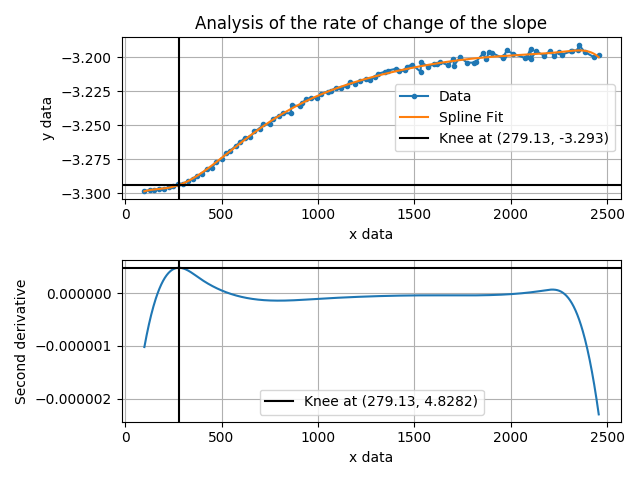 Analysis of the rate of change of the slope
y data
−3.200
−3.225
−3.250
−3.275
−3.300
Data
Spline Fit
Knee at (279.13, -3.293)
0
500
1000
1500
2000
2500
x data
Second derivative
0.000000
−0.000001
−0.000002
Knee at (279.13, 4.8282)
0
500
1000
1500
2000
2500
x data